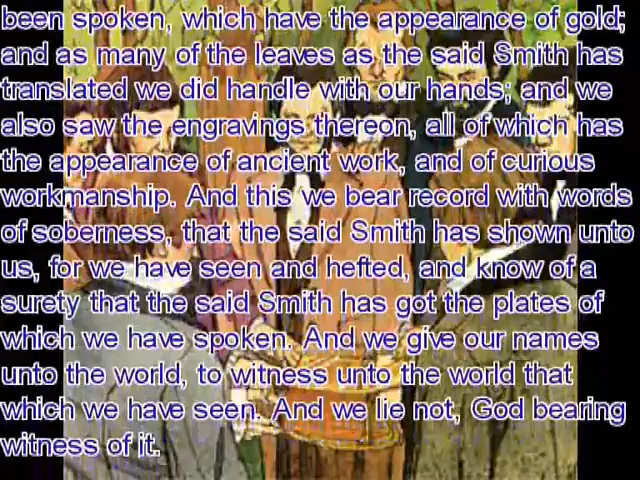 been spoken, which have the appearance of gold;
and as many of the leaves as the said Smith has
translated we did handle with our hands; and we
also saw the engravings thereon, all of which has
the appearance of ancient work, and of curious
workmanship. And this we bear record with words
of soberness, that the said Smith has shown unto
us, for we have seen and hefted, and know of a
surety that the said Smith has got the plates of
which we have spoken. And we give our names
unto the world, to witness unto the world that
which we have seen. And we lie not, God bearing
witness of it.